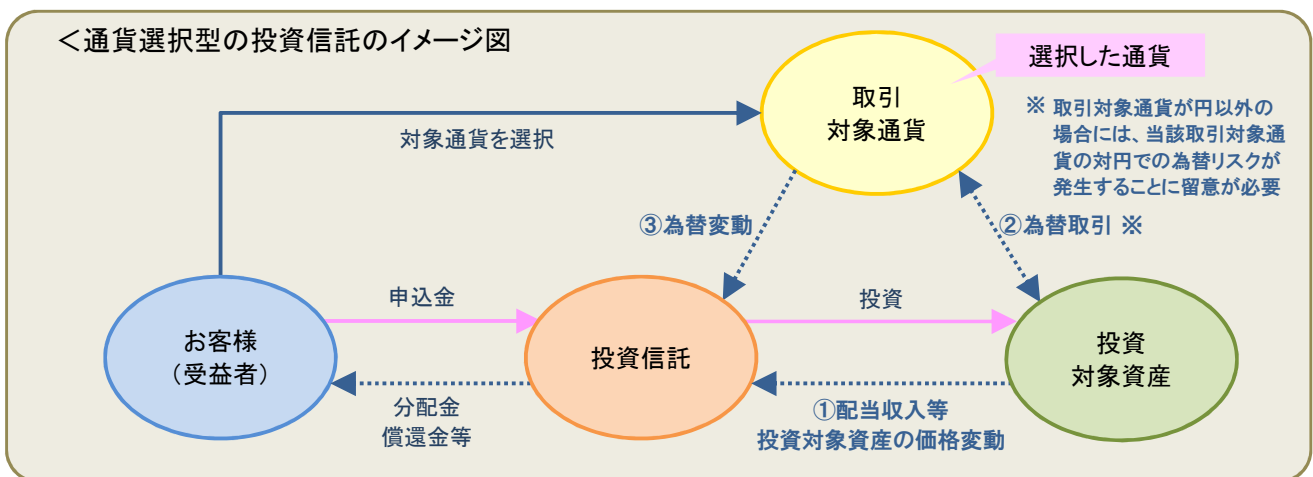 ＜通貨選択型の投資信託のイメージ図
選択した通貨
取引
対象通貨
※ 取引対象通貨が円以外の
場合には、当該取引対象通
貨の対円での為替リスクが
発生することに留意が必要
対象通貨を選択
③為替変動
②為替取引 ※
申込金
投資
お客様
（受益者）
投資信託
投資
対象資産
分配金
償還金等
①配当収入等
投資対象資産の価格変動